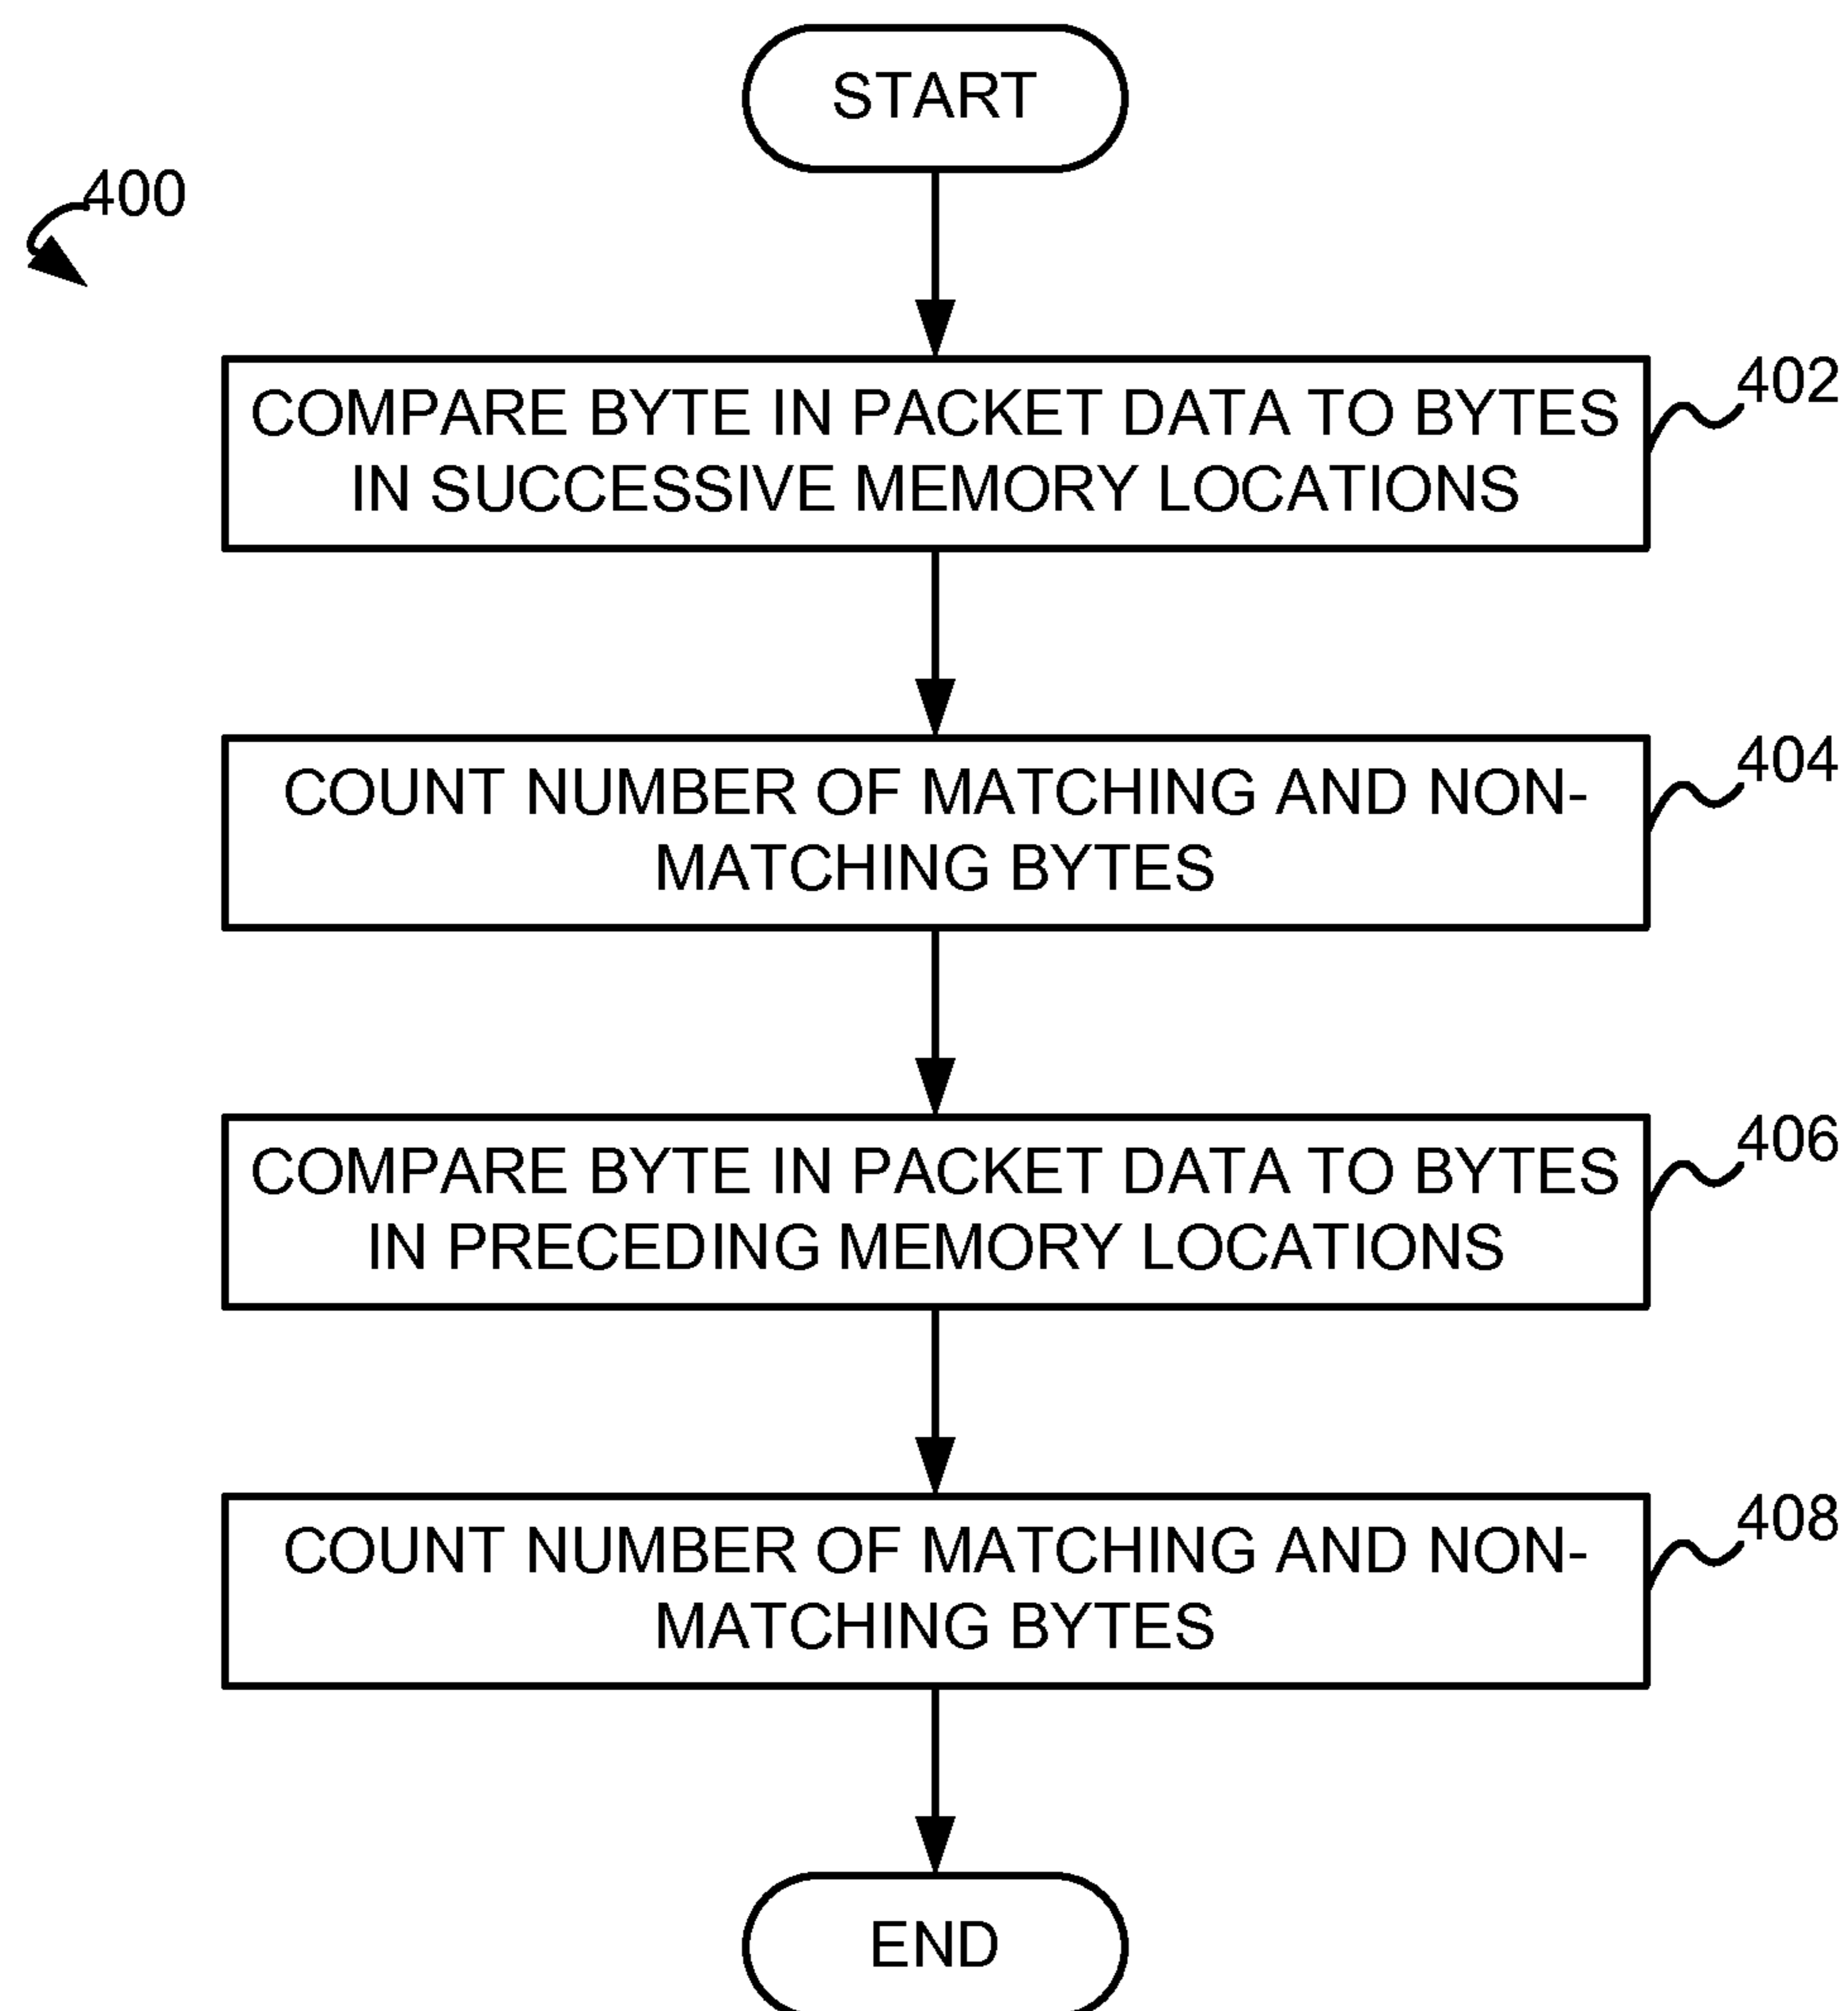 START
400
COMPARE BYTE IN PACKET DATA TO BYTES
IN SUCCESSIVE MEMORY LOCATIONS
402
COUNT NUMBER OF MATCHING AND NON-
MATCHING BYTES
404
COMPARE BYTE IN PACKET DATA TO BYTES
IN PRECEDING MEMORY LOCATIONS
406
COUNT NUMBER OF MATCHING AND NON-
MATCHING BYTES
408
END